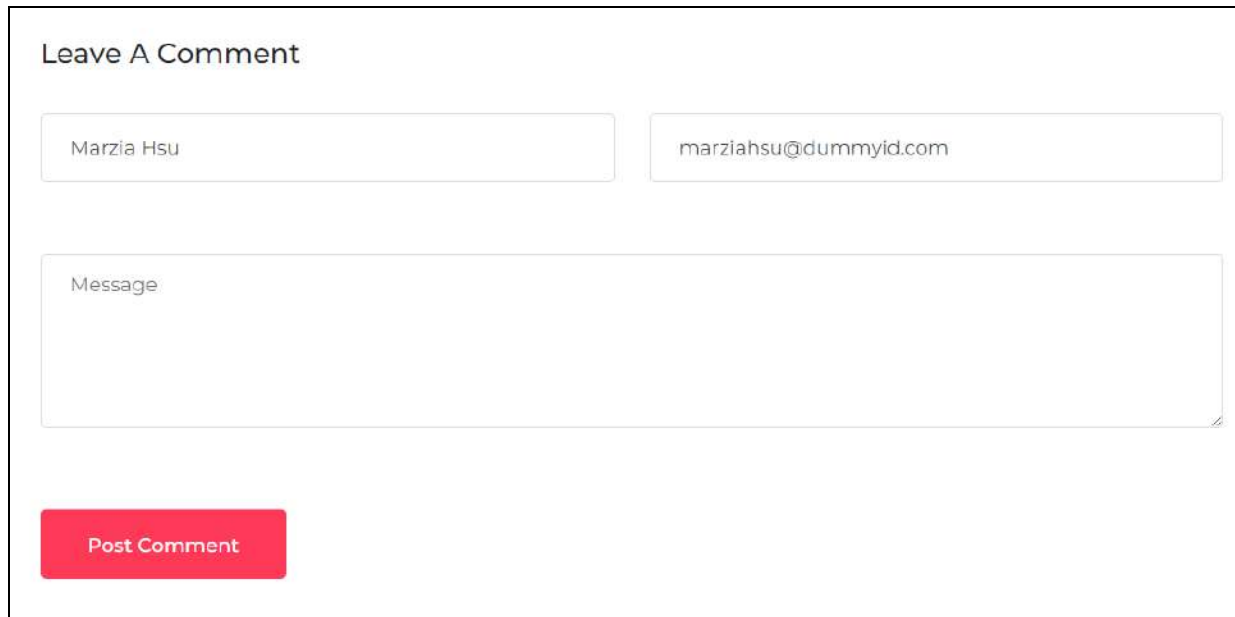 Leave A Comment
Marzia Hsu
marziahsu@dummyid.com
Message
Post Comment